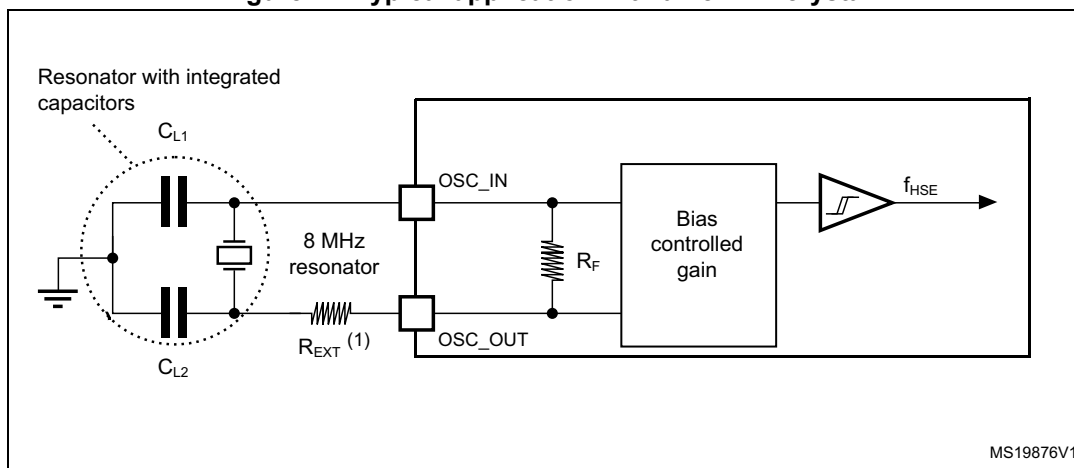 Resonator with integrated
capacitors
CL1
OSC_IN
fHSE
8 MHz
resonator
RF
Bias
controlled
gain
REXT (1)
OSC_OUT
CL2
MS19876V1